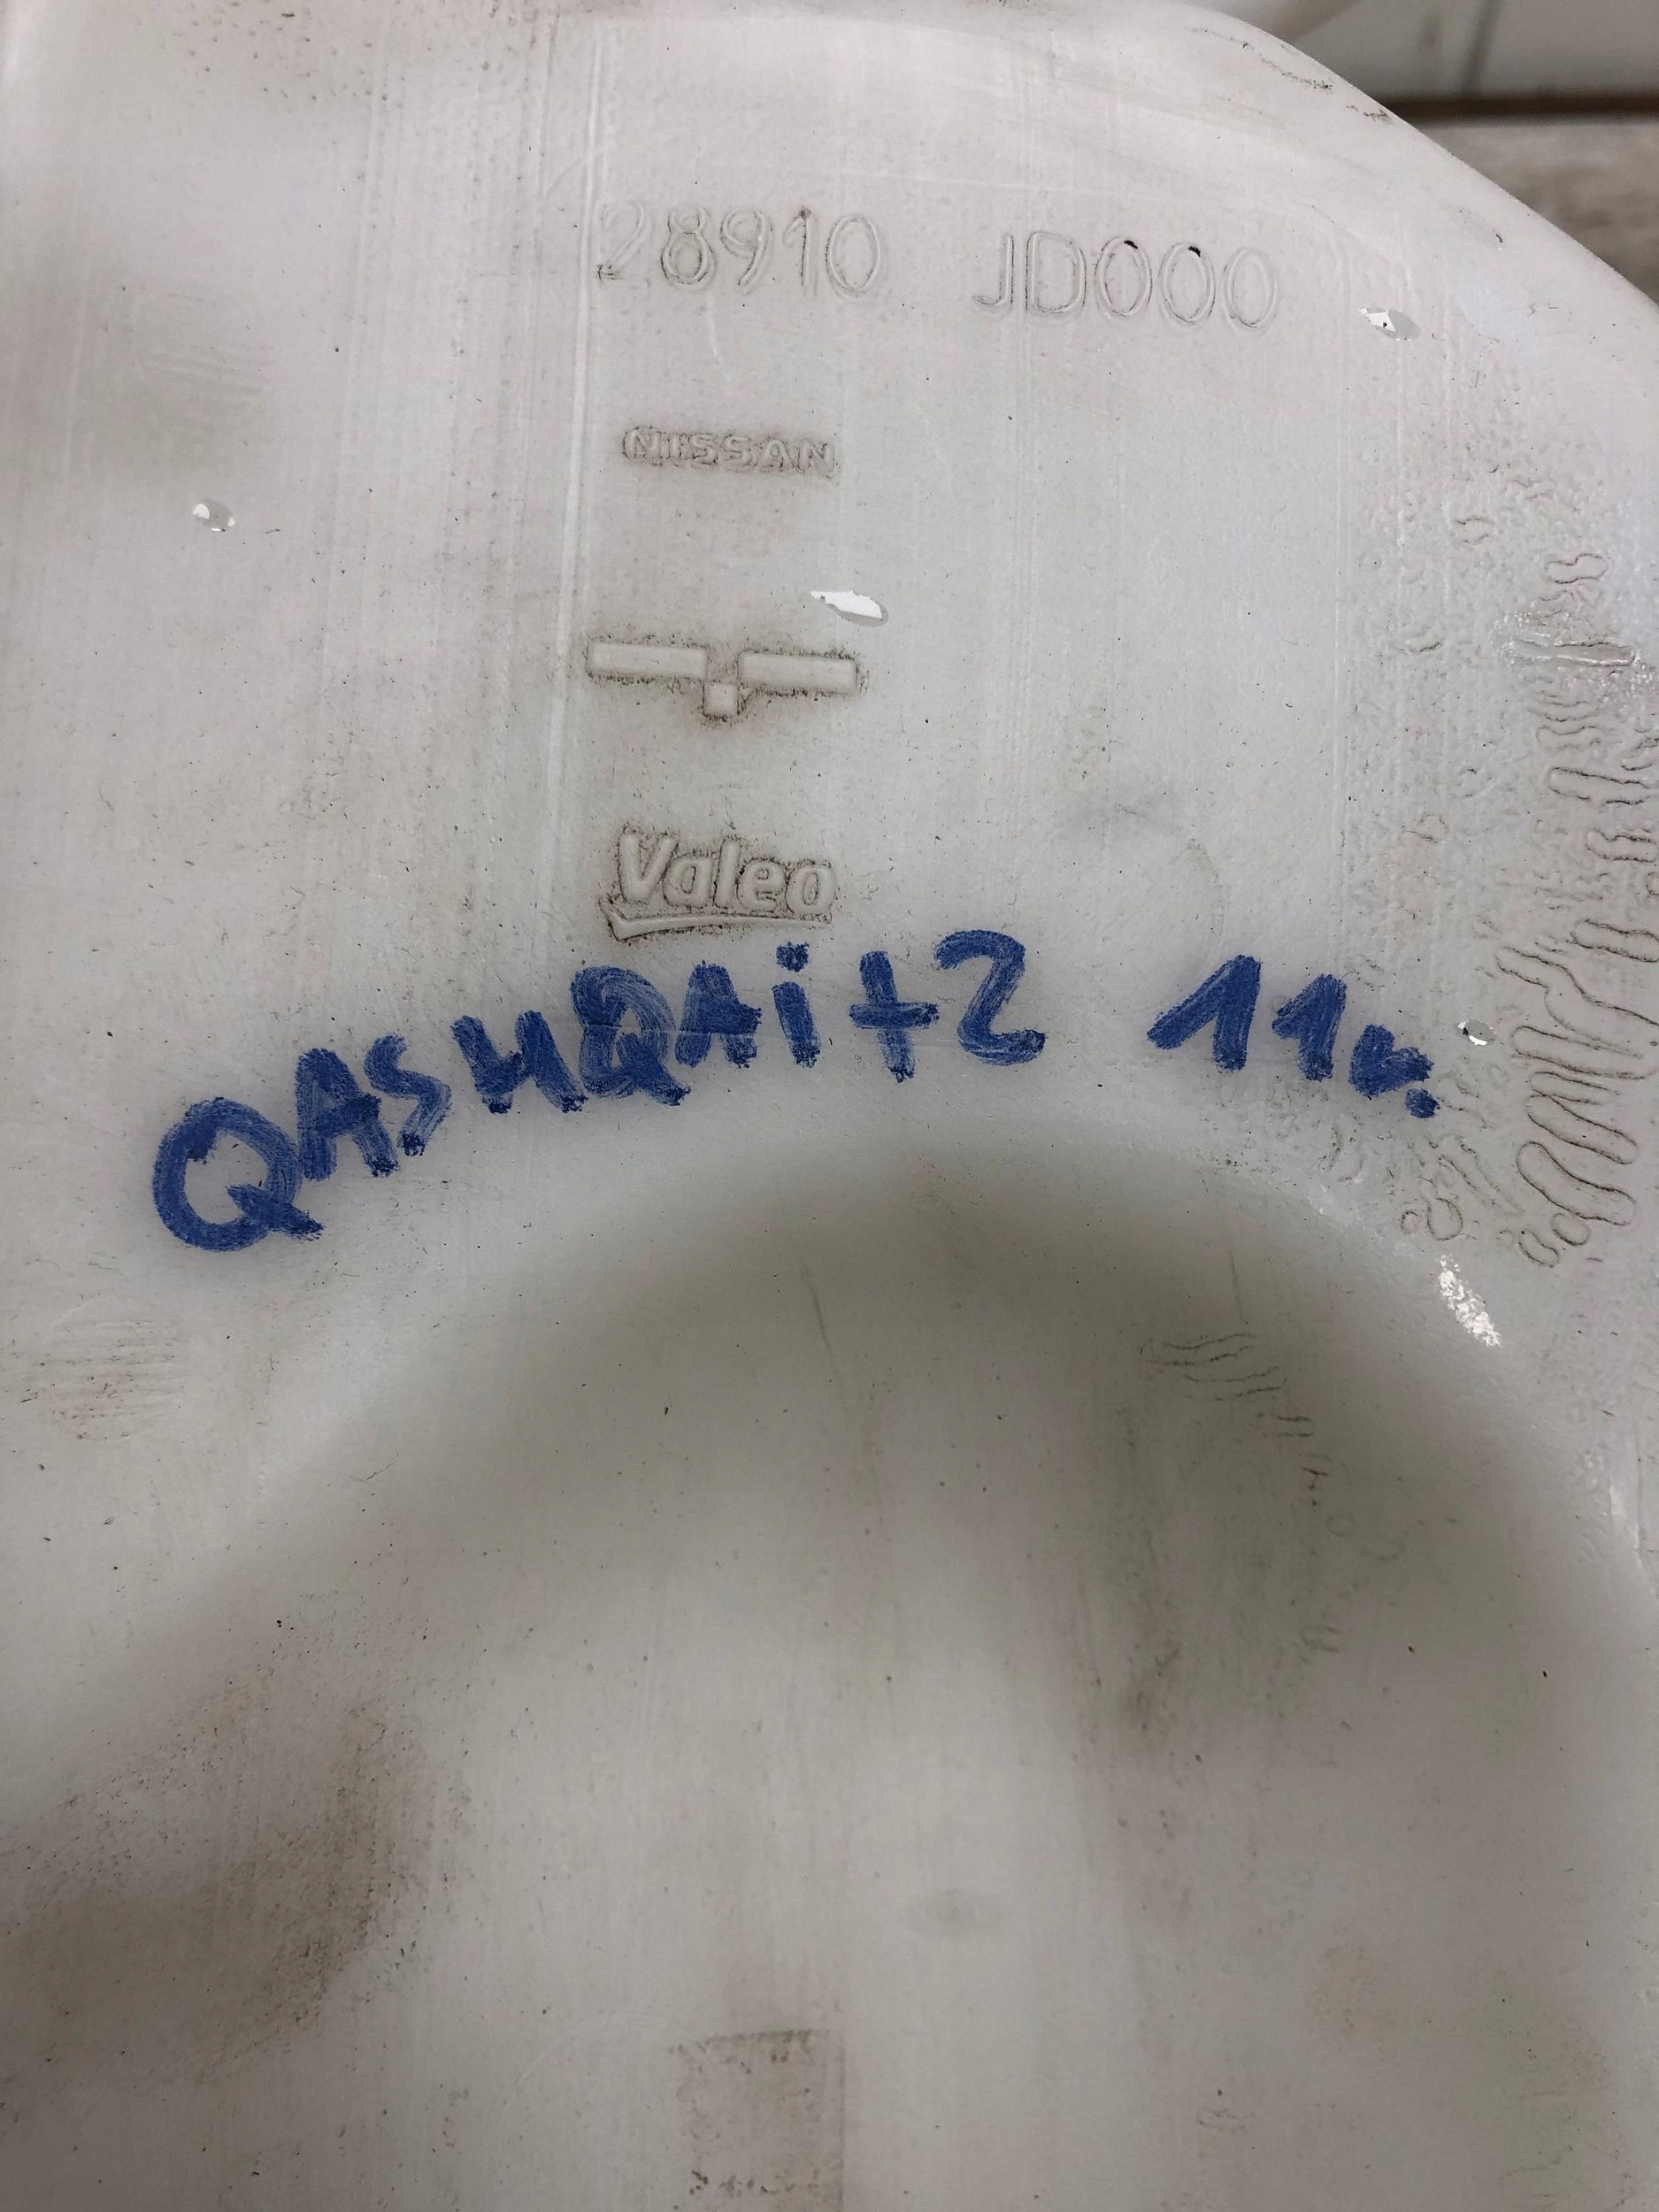 28910 JD000
NISSAN
Valeo
QASHQAi+2 11r.